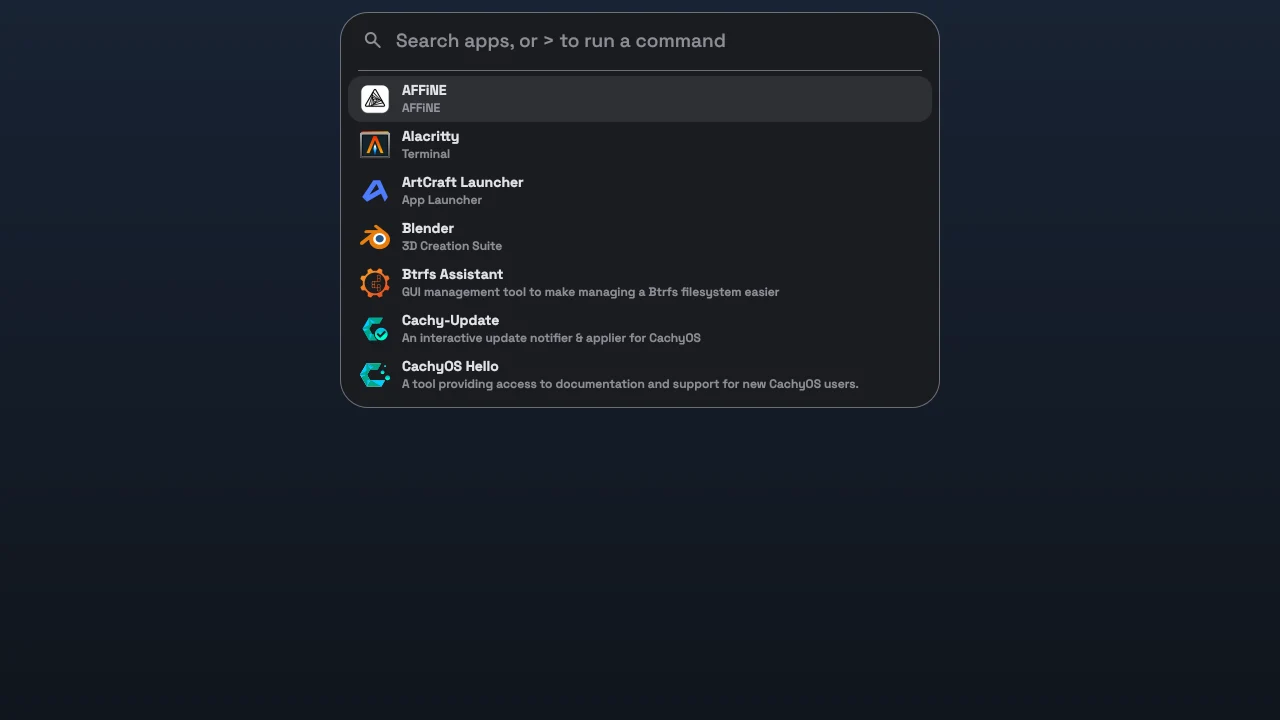 Search apps, or > to run a command
AFFiNE
AFFiNE
Alacritty
Terminal
ArtCraft Launcher
App Launcher
Blender
3D Creation Suite
Btrfs Assistant
GUI management tool to make managing a Btrfs filesystem easier
Cachy-Update
An interactive update notifier & applier for CachyOS
CachyOS Hello
A tool providing access to documentation and support for new CachyOS users.